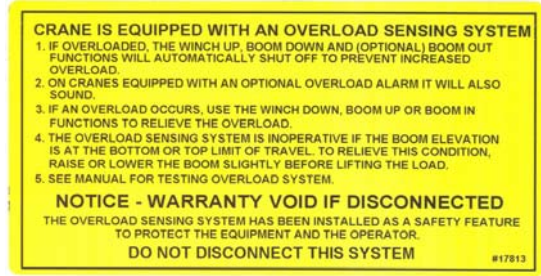 CRANE IS EQUIPPED WITH AN OVERLOAD SENSING SYSTEM
1. IF OVERLOADED, THE WINCH UP, BOOM DOWN AND (OPTIONAL) BOOM OUT
FUNCTIONS WILL AUTOMATICALLY SHUT OFF TO PREVENT INCREASED
OVERLOAD.
2. ON CRANES EQUIPPED WITH AN OPTIONAL OVERLOAD ALARM IT WILL ALSO
SOUND.
3. IF AN OVERLOAD OCCURS, USE THE WINCH DOWN, BOOM UP OR BOOM IN
FUNCTIONS TO RELIEVE THE OVERLOAD.
4. THE OVERLOAD SENSING SYSTEM IS INOPERATIVE IF THE BOOM ELEVATION
IS AT THE BOTTOM OR TOP LIMIT OF TRAVEL. TO RELIEVE THIS CONDITION,
RAISE OR LOWER THE BOOM SLIGHTLY BEFORE LIFTING THE LOAD.
5. SEE MANUAL FOR TESTING OVERLOAD SYSTEM.
NOTICE - WARRANTY VOID IF DISCONNECTED
THE OVERLOAD SENSING SYSTEM HAS BEEN INSTALLED AS A SAFETY FEATURE
TO PROTECT THE EQUIPMENT AND THE OPERATOR.
DO NOT DISCONNECT THIS SYSTEM
#17813